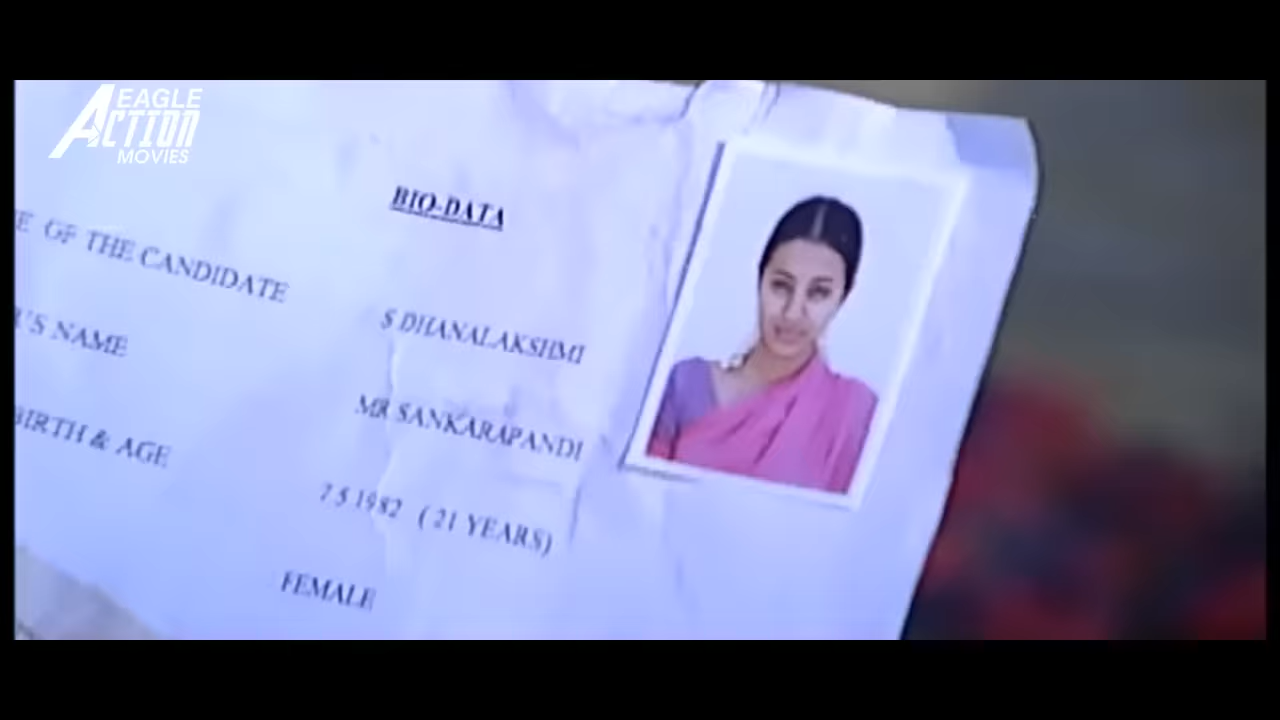 EAGLE
ACTION
MOVIES
BIO-DATA
E OF THE CANDIDATE
S DHANALAKSHMI
R'S NAME
MR SANKARAPANDI
BIRTH & AGE
7 5 1982 ( 21 YEARS)
FEMALE